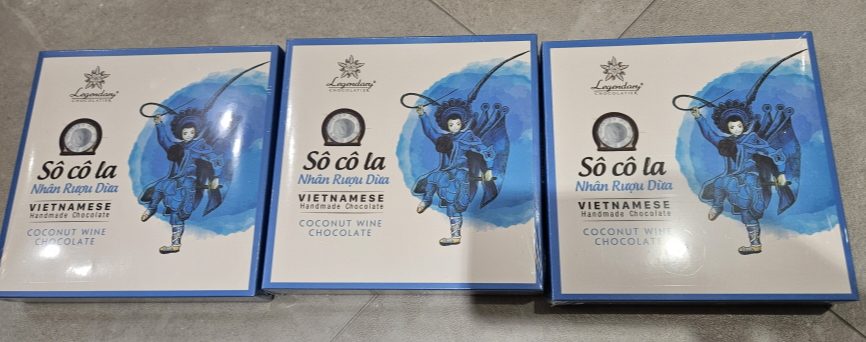 Legendary
CHOCOLATIER
Sô cô la
Nhân Rượu Dừa
VIETNAMESE
Handmade Chocolate
COCONUT WINE
CHOCOLATE
Legendary
CHOCOLATIER
Sô cô la
Nhân Rượu Dừa
VIETNAMESE
Handmade Chocolate
COCONUT WINE
CHOCOLATE
Legendary
CHOCOLATIER
Sô cô la
Nhân Rượu Dừa
VIETNAMESE
Handmade Chocolate
COCONUT WINE
CHOCOLATE